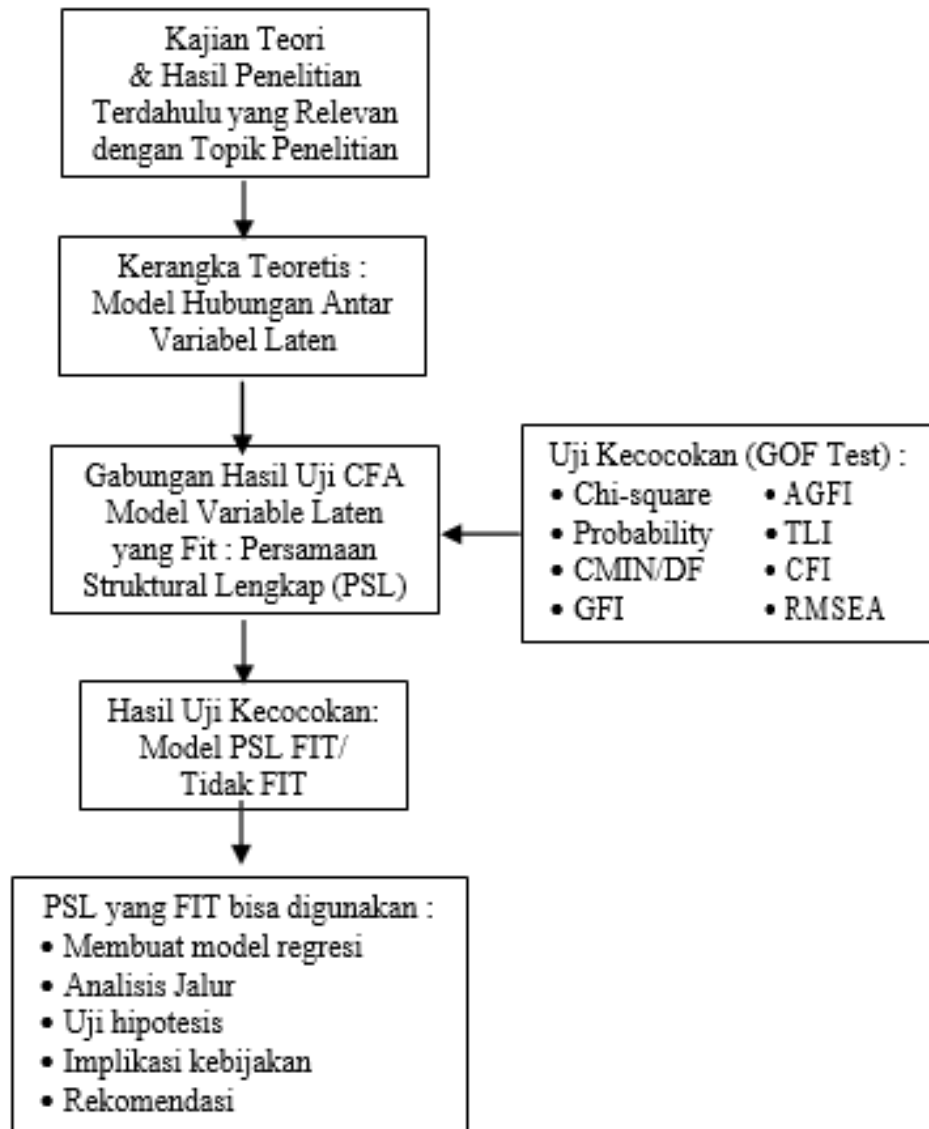 Kajian Teori
& Hasil Penelitian
Terdahulu yang Relevan
dengan Topik Penelitian
Kerangka Teoretis :
Model Hubungan Antar
Variabel Laten
Gabungan Hasil Uji CFA
Model Variable Laten
yang Fit : Persamaan
Struktural Lengkap (PSL)
Uji Kecocokan (GOF Test) :
• Chi-square • AGFI
• Probability • TLI
• CMIN/DF • CFI
• GFI • RMSEA
Hasil Uji Kecocokan:
Model PSL FIT/
Tidak FIT
PSL yang FIT bisa digunakan :
• Membuat model regresi
• Analisis Jalur
• Uji hipotesis
• Implikasi kebijakan
• Rekomendasi